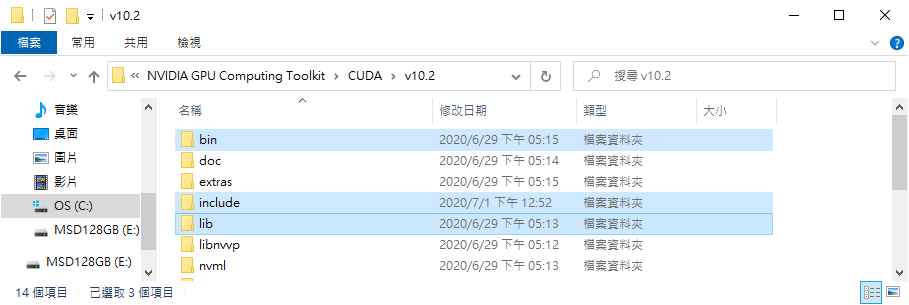 v10.2
檔案 常用 共用 檢視
« NVIDIA GPU Computing Toolkit › CUDA › v10.2 搜尋 v10.2
名稱 修改日期 類型 大小
音樂
桌面
圖片
影片
OS (C:)
MSD128GB (E:)
MSD128GB (E:)
bin 2020/6/29 下午 05:15 檔案資料夾
doc 2020/6/29 下午 05:14 檔案資料夾
extras 2020/6/29 下午 05:15 檔案資料夾
include 2020/7/1 下午 12:52 檔案資料夾
lib 2020/6/29 下午 05:13 檔案資料夾
libnvvp 2020/6/29 下午 05:12 檔案資料夾
nvml 2020/6/29 下午 05:13 檔案資料夾
14 個項目 已選取 3 個項目